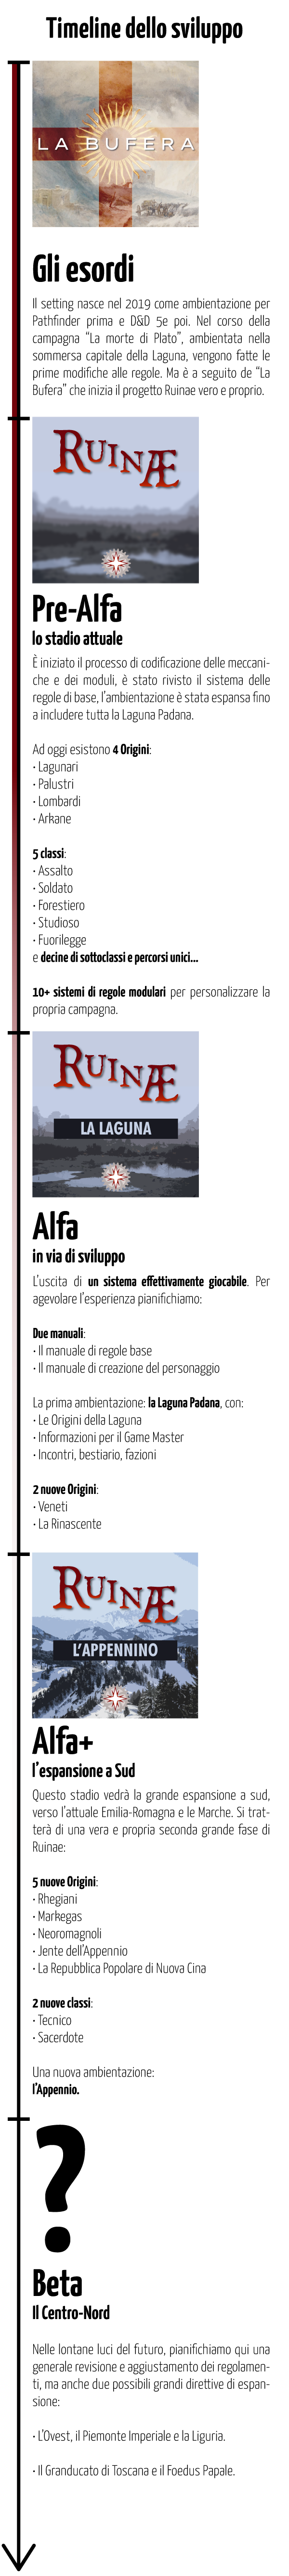 Timeline dello sviluppo
LA BUFERA
Gli esordi
Il setting nasce nel 2019 come ambientazione per
Pathfinder prima e D&D 5e poi. Nel corso della
campagna “La morte di Plato”, ambientata nella
sommersa capitale della Laguna, vengono fatte le
prime modifiche alle regole. Ma è a seguito de “La
Bufera” che inizia il progetto Ruinae vero e proprio.
RUINÆ
Pre-Alfa
lo stadio attuale
È iniziato il processo di codificazione delle meccani-
che e dei moduli, è stato rivisto il sistema delle
regole di base, l’ambientazione è stata espansa fino
a includere tutta la Laguna Padana.
Ad oggi esistono 4 Origini:
· Lagunari
· Palustri
· Lombardi
· Arkane
5 classi:
· Assalto
· Soldato
· Forestiero
· Studioso
· Fuorilegge
e decine di sottoclassi e percorsi unici...
10+ sistemi di regole modulari per personalizzare la
propria campagna.
RUINÆ
LA LAGUNA
Alfa
in via di sviluppo
L’uscita di un sistema effettivamente giocabile. Per
agevolare l’esperienza pianifichiamo:
Due manuali:
· Il manuale di regole base
· Il manuale di creazione del personaggio
La prima ambientazione: la Laguna Padana, con:
· Le Origini della Laguna
· Informazioni per il Game Master
· Incontri, bestiario, fazioni
2 nuove Origini:
· Veneti
· La Rinascente
RUINÆ
L’APPENNINO
Alfa+
l’espansione a Sud
Questo stadio vedrà la grande espansione a sud,
verso l’attuale Emilia-Romagna e le Marche. Si trat-
terà di una vera e propria seconda grande fase di
Ruinae:
5 nuove Origini:
· Rhegiani
· Markegas
· Neoromagnoli
· Jente dell’Appennio
· La Repubblica Popolare di Nuova Cina
2 nuove classi:
· Tecnico
· Sacerdote
Una nuova ambientazione:
l’Appennio.
?
Beta
Il Centro-Nord
Nelle lontane luci del futuro, pianifichiamo qui una
generale revisione e aggiustamento dei regolamen-
ti, ma anche due possibili grandi direttive di espan-
sione:
· L’Ovest, il Piemonte Imperiale e la Liguria.
· Il Granducato di Toscana e il Foedus Papale.